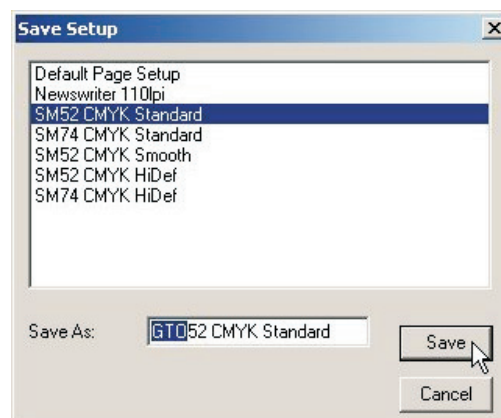 Save Setup
Default Page Setup
Newswriter 110lpi
SM52 CMYK Standard
SM74 CMYK Standard
SM52 CMYK Smooth
SM52 CMYK HiDef
SM74 CMYK HiDef
Save As: GTO52 CMYK Standard
Save
Cancel